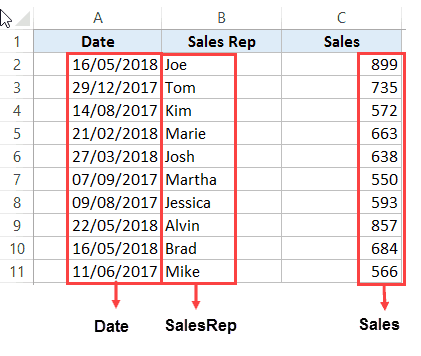 A B C
1 Date Sales Rep Sales
2 16/05/2018 Joe 899
3 29/12/2017 Tom 735
4 14/08/2017 Kim 572
5 21/02/2018 Marie 663
6 27/03/2018 Josh 638
7 07/09/2017 Martha 550
8 09/08/2017 Jessica 593
9 22/05/2018 Alvin 857
10 16/05/2018 Brad 684
11 11/06/2017 Mike 566
Date SalesRep Sales